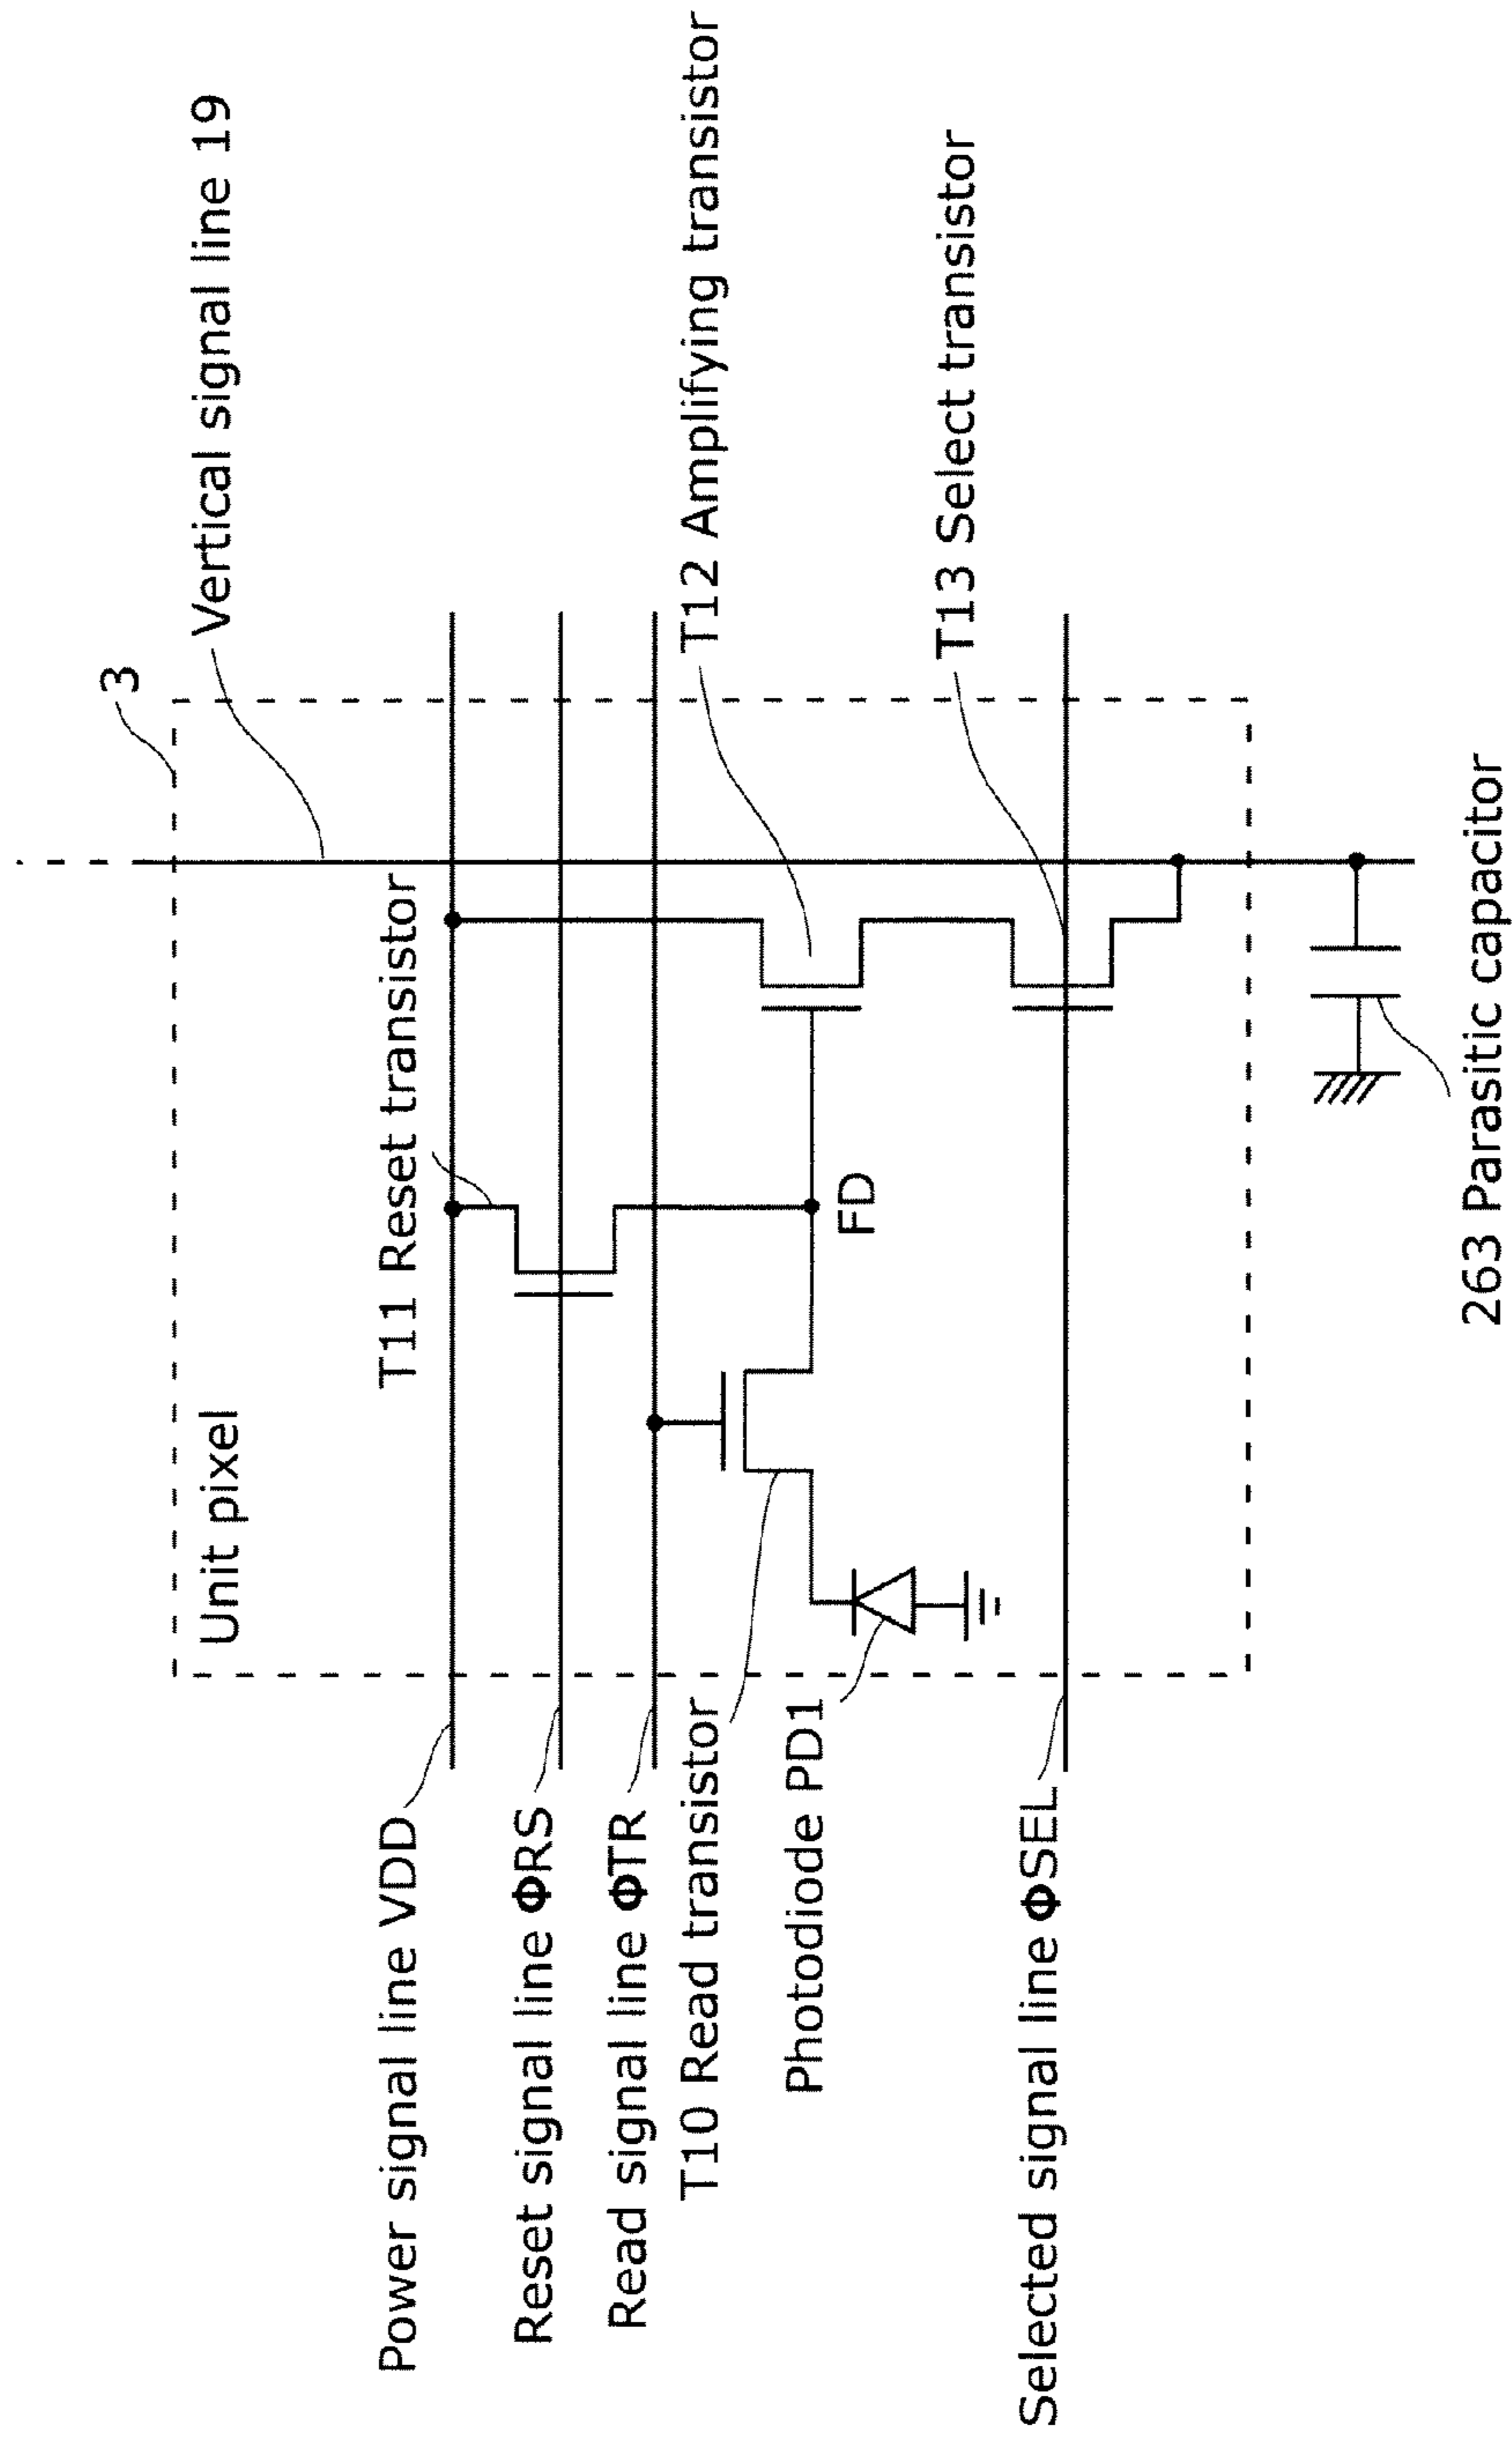 3
Vertical signal line 19
Unit pixel
T11 Reset transistor
Power signal line VDD
Reset signal line ΦRS
Read signal line ΦTR
T10 Read transistor
T12 Amplifying transistor
Photodiode PD1
FD
T13 Select transistor
Selected signal line ΦSEL
263 Parasitic capacitor